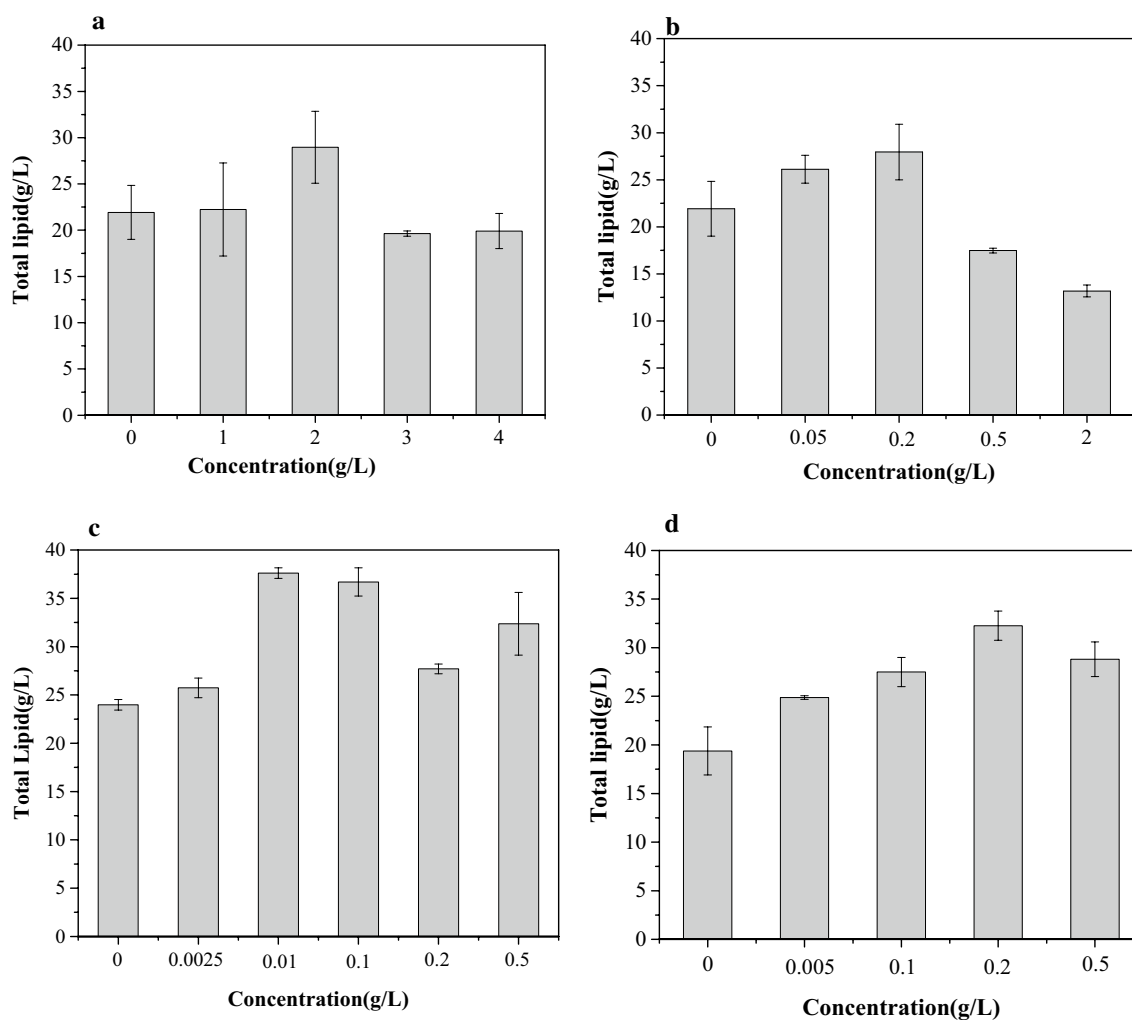 a
40
35
30
25
20
15
10
5
0
Total lipid(g/L)
0 1 2 3 4
Concentration(g/L)
b
40
35
30
25
20
15
10
5
0
Total lipid(g/L)
0 0.05 0.2 0.5 2
Concentration(g/L)
c
40
35
30
25
20
15
10
5
0
Total Lipid(g/L)
0 0.0025 0.01 0.1 0.2 0.5
Concentration(g/L)
d
40
35
30
25
20
15
10
5
0
Total lipid(g/L)
0 0.005 0.1 0.2 0.5
Concentration(g/L)